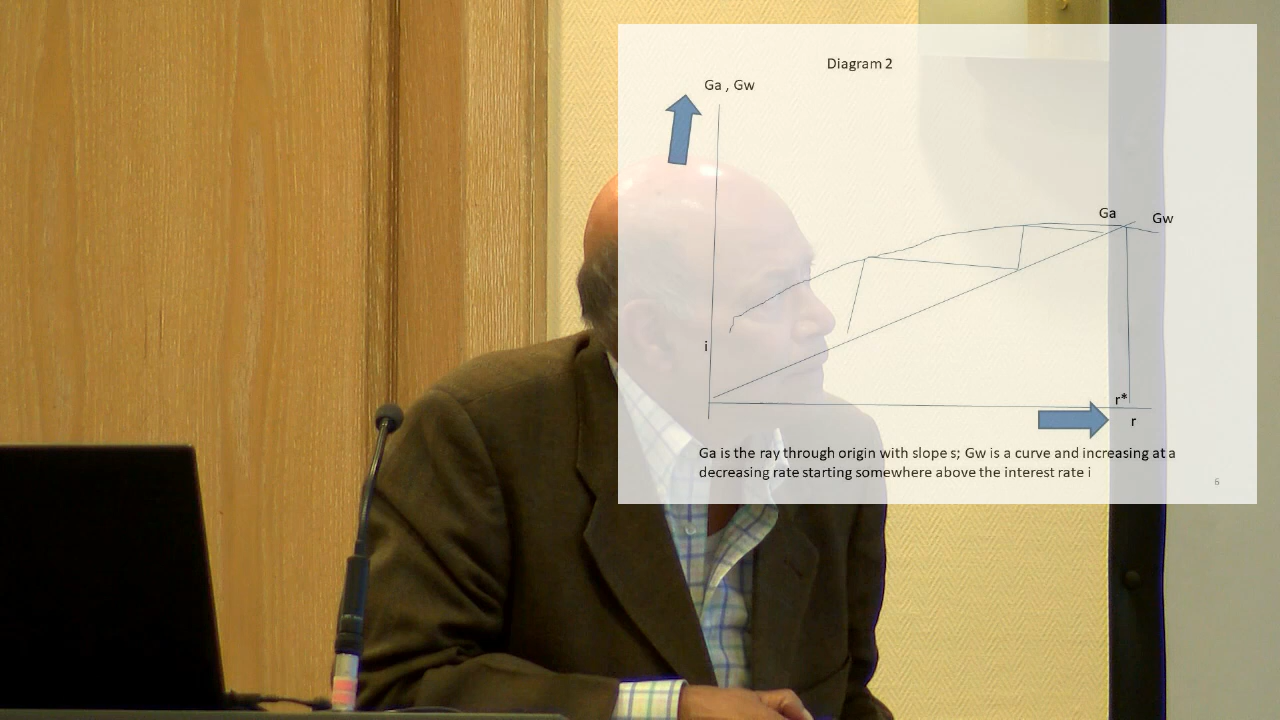 Diagram 2
Ga , Gw
Ga
Gw
i
r*
r
Ga is the ray through origin with slope s; Gw is a curve and increasing at a
decreasing rate starting somewhere above the interest rate i
6